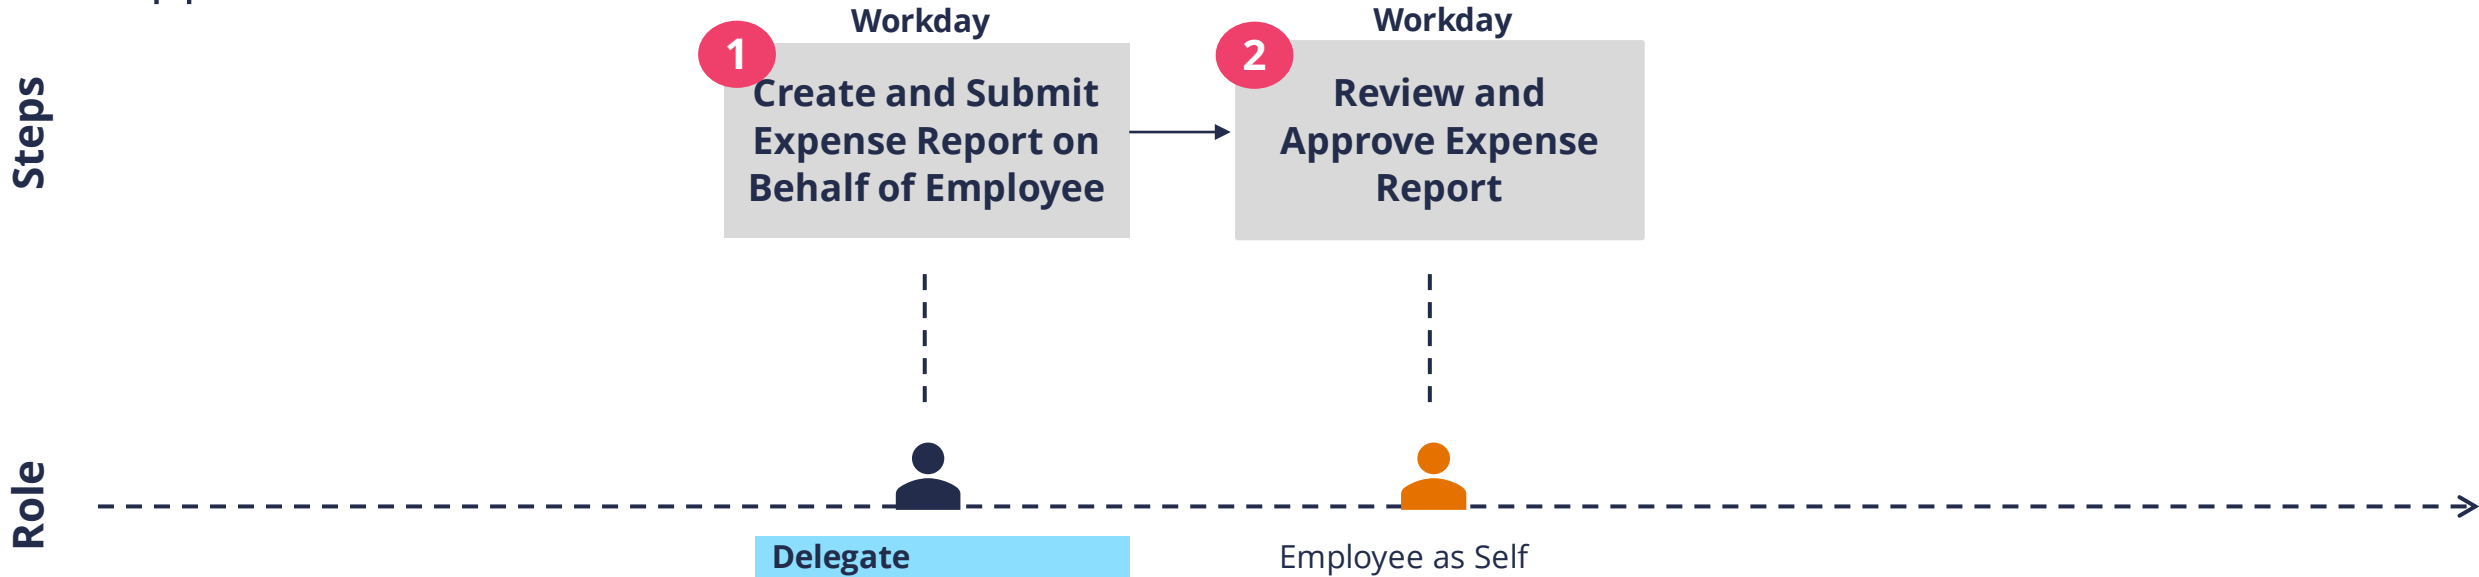 Steps
Workday
1
Create and Submit
Expense Report on
Behalf of Employee
Workday
2
Review and
Approve Expense
Report
Role
Delegate
Employee as Self